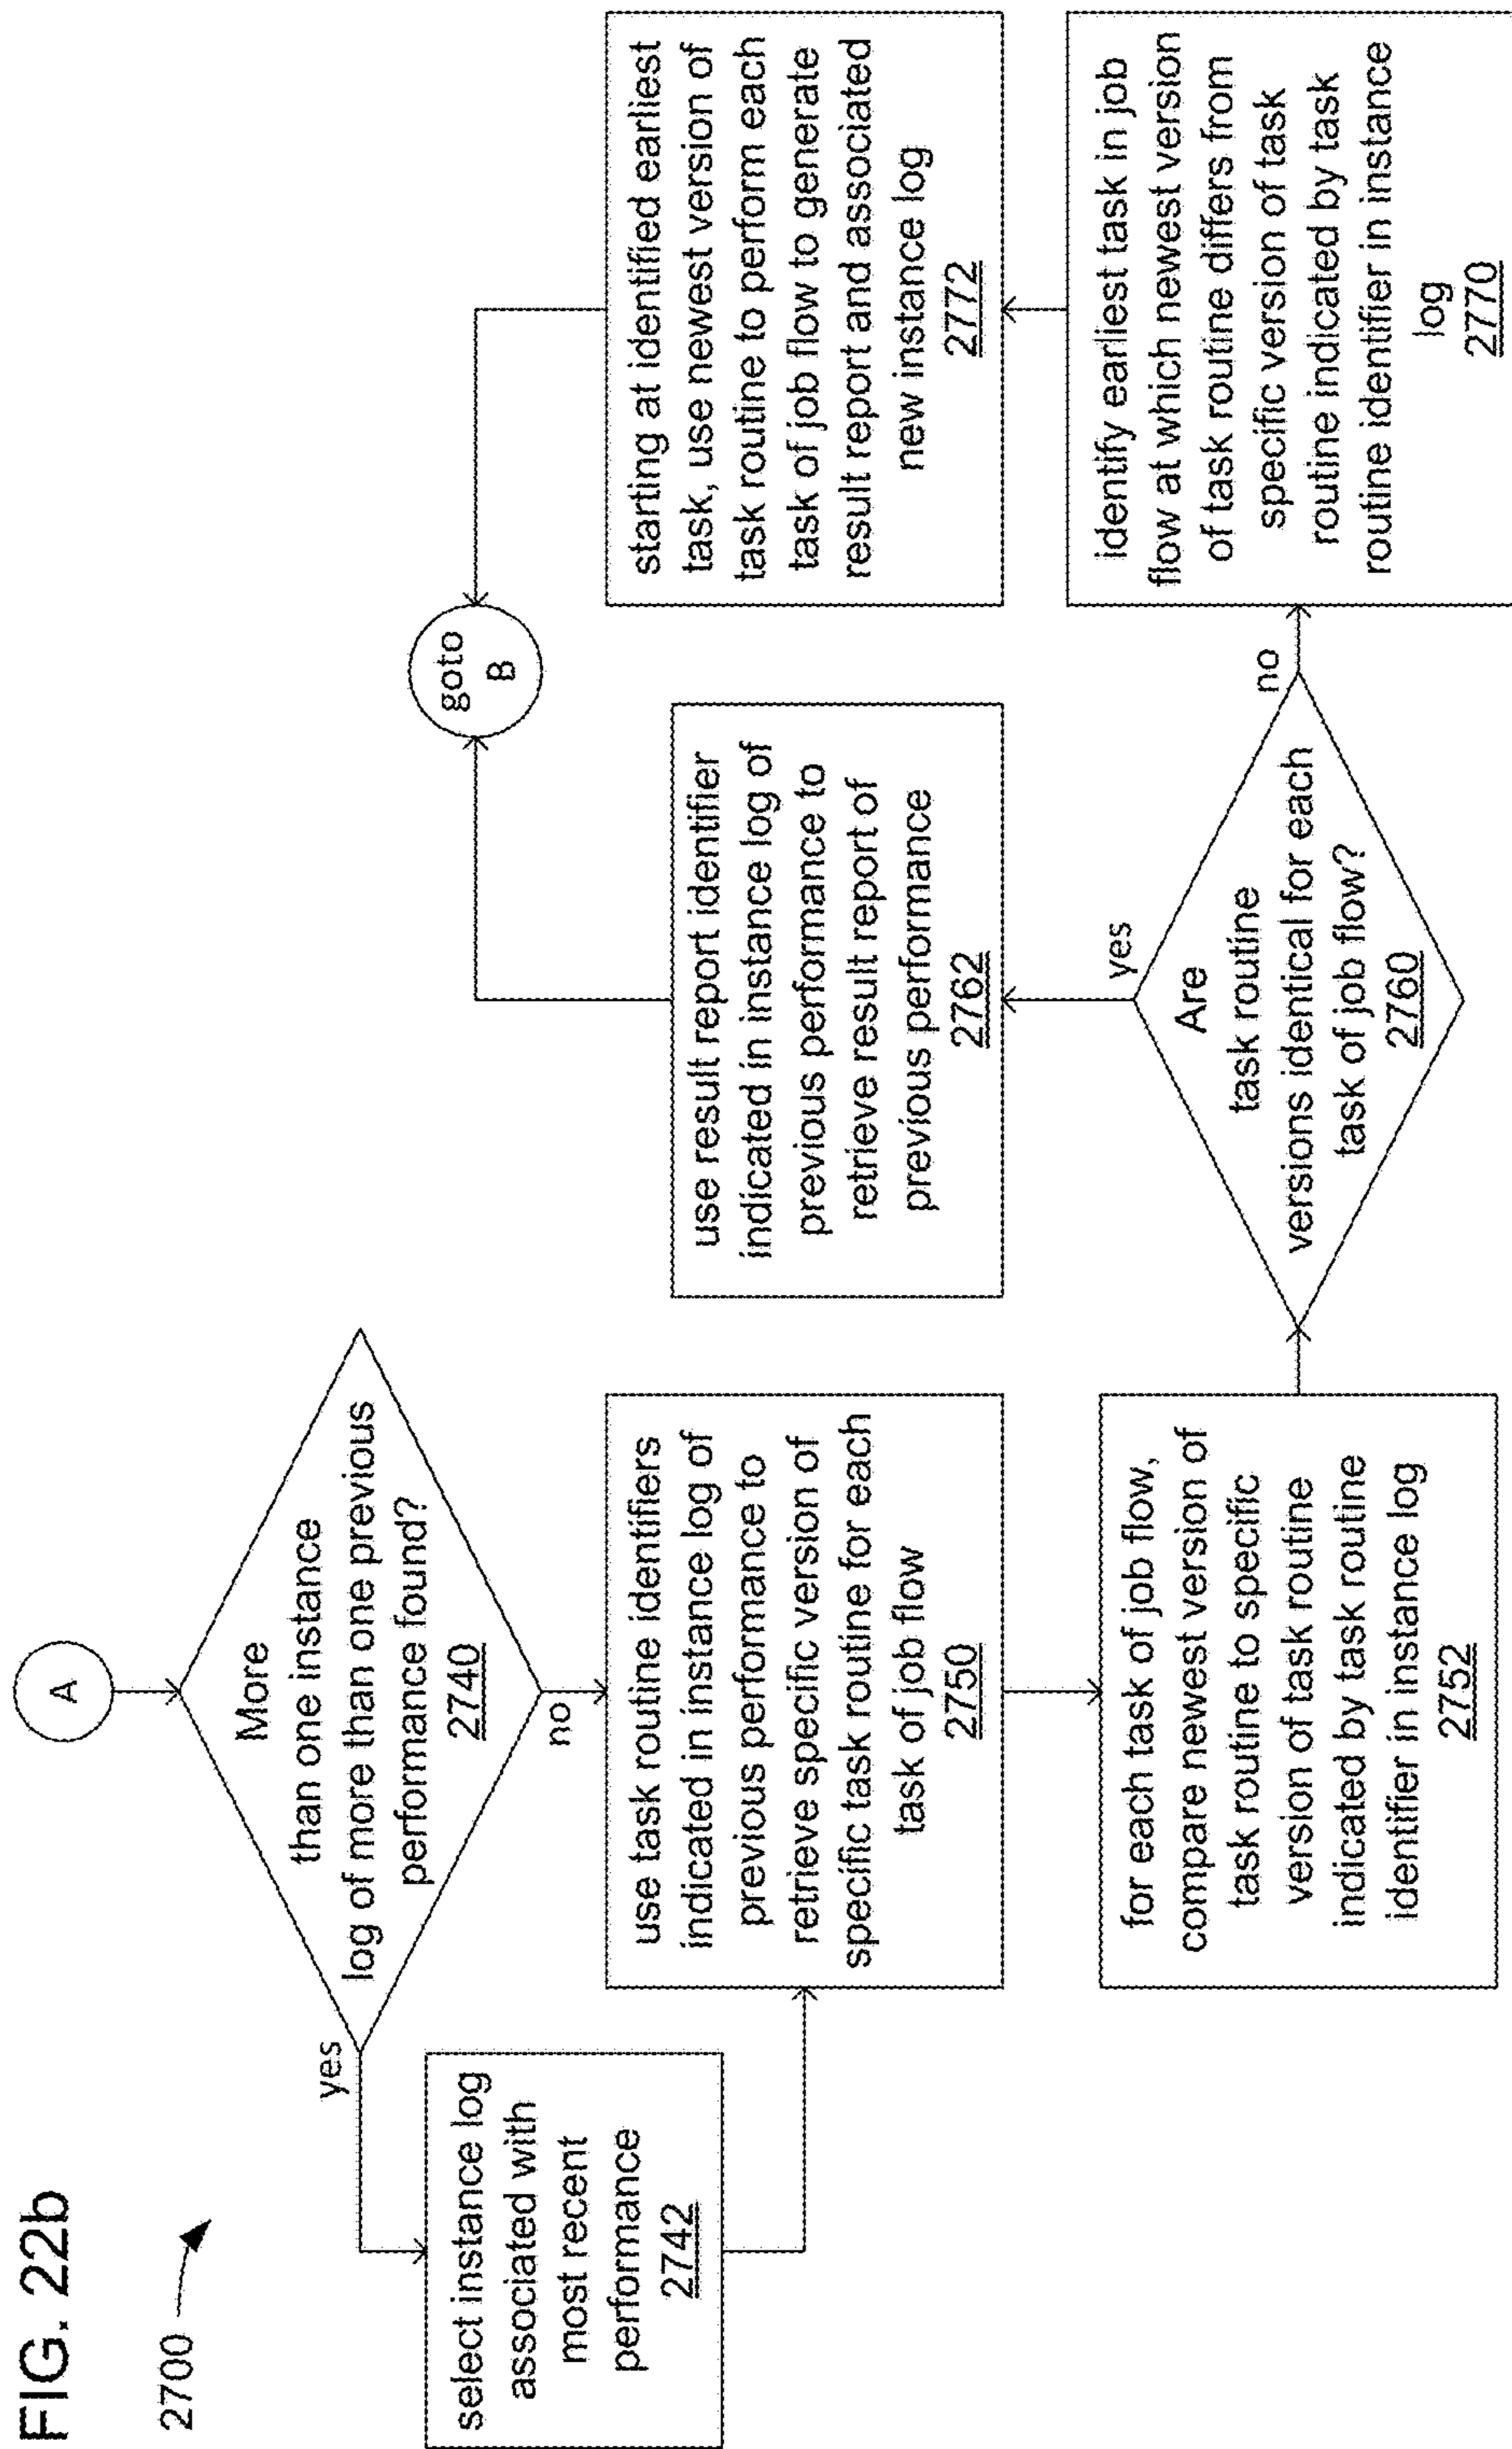 FIG. 22b
2700
A
More
than one instance
log of more than one previous
performance found?
2740
yes
no
select instance log
associated with
most recent
performance
2742
use task routine identifiers
indicated in instance log of
previous performance to
retrieve specific version of
specific task routine for each
task of job flow
2750
for each task of job flow,
compare newest version of
task routine to specific
version of task routine
indicated by task routine
identifier in instance log
2752
Are
task routine
versions identical for each
task of job flow?
2760
yes
no
use result report identifier
indicated in instance log of
previous performance to
retrieve result report of
previous performance
2762
goto
B
identify earliest task in job
flow at which newest version
of task routine differs from
specific version of task
routine indicated by task
routine identifier in instance
log
2770
starting at identified earliest
task, use newest version of
task routine to perform each
task of job flow to generate
result report and associated
new instance log
2772